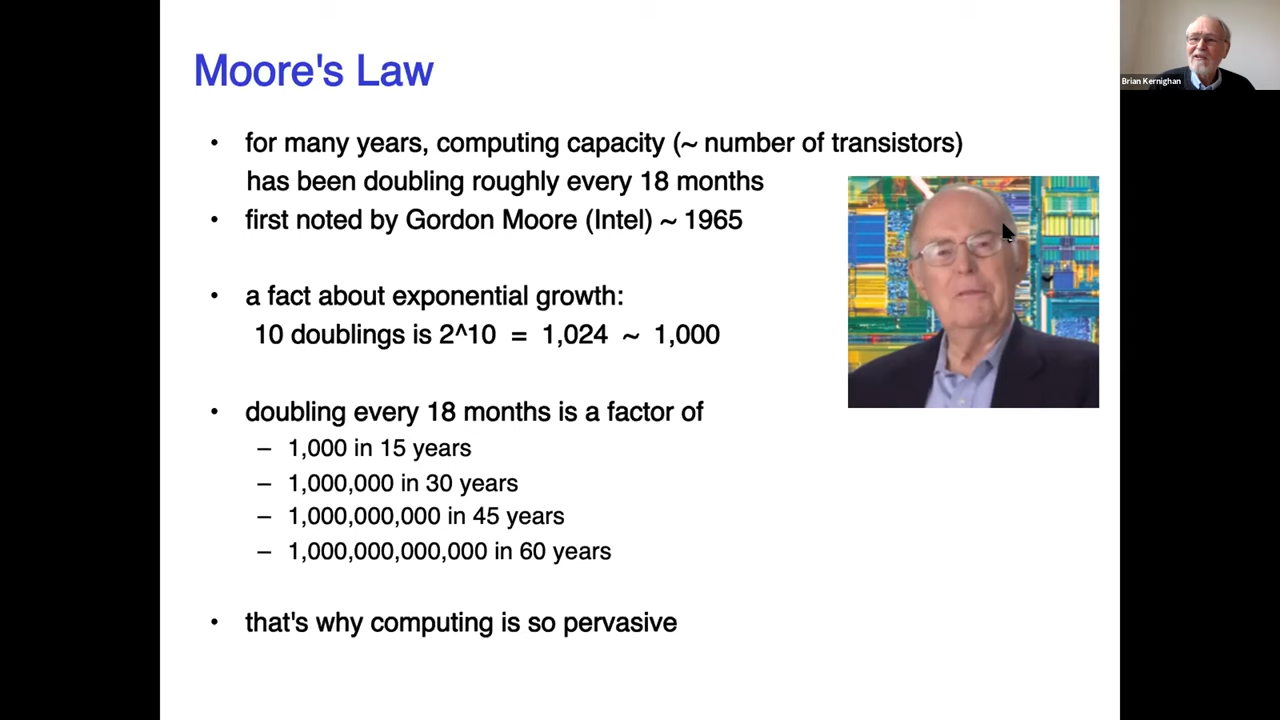 Moore's Law
• for many years, computing capacity (~ number of transistors)
has been doubling roughly every 18 months
• first noted by Gordon Moore (Intel) ~ 1965
• a fact about exponential growth:
10 doublings is 2^10 = 1,024 ~ 1,000
• doubling every 18 months is a factor of
– 1,000 in 15 years
– 1,000,000 in 30 years
– 1,000,000,000 in 45 years
– 1,000,000,000,000 in 60 years
• that's why computing is so pervasive
Brian Kernighan